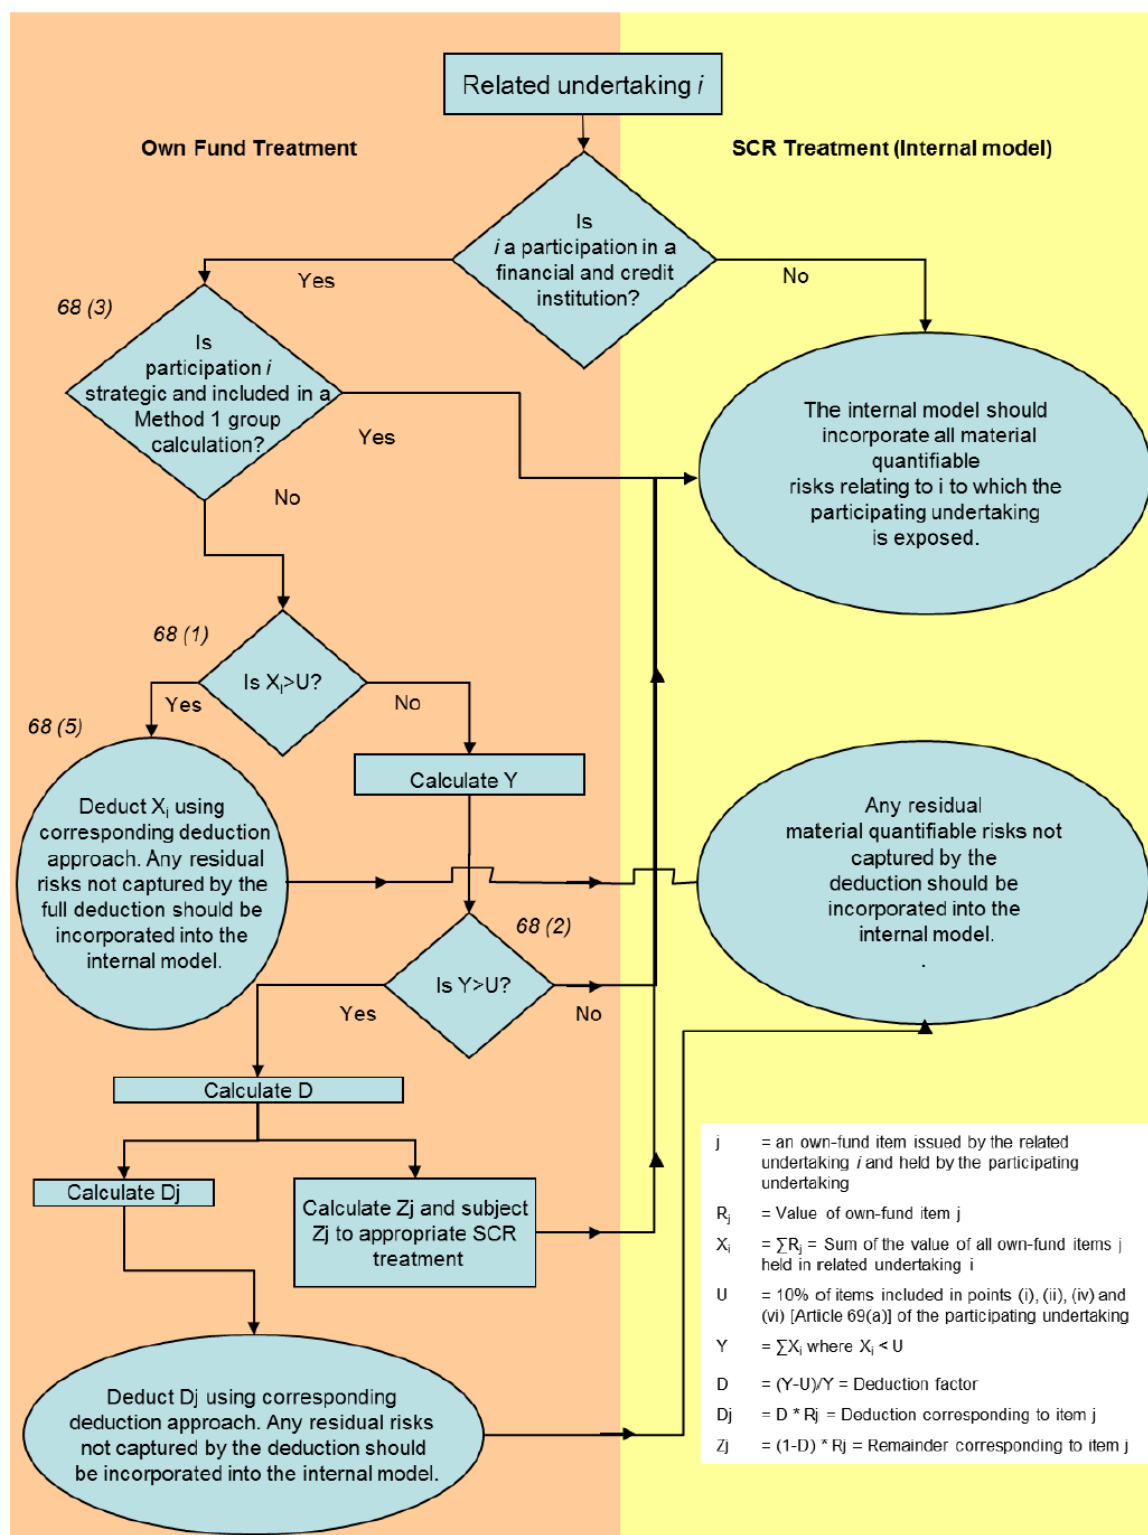 Related undertaking i
Own Fund Treatment
SCR Treatment (Internal model)
Is
i a participation in a
financial and credit
institution?
Yes
No
68 (3)
Is
participation i
strategic and included in a
Method 1 group
calculation?
Yes
No
The internal model should
incorporate all material
quantifiable
risks relating to i to which the
participating undertaking
is exposed.
68 (1)
Is Xi>U?
Yes
No
68 (5)
Calculate Y
Deduct Xi using
corresponding deduction
approach. Any residual
risks not captured by the
full deduction should be
incorporated into the
internal model.
Any residual
material quantifiable risks not
captured by the
deduction should be
incorporated into the
internal model.
.
68 (2)
Is Y>U?
Yes
No
Calculate D
Calculate Dj
Calculate Zj and subject
Zj to appropriate SCR
treatment
Deduct Dj using corresponding
deduction approach. Any residual risks
not captured by the deduction should
be incorporated into the internal model.
j = an own-fund item issued by the related
undertaking i and held by the participating
undertaking
Rj = Value of own-fund item j
Xi = ∑Rj = Sum of the value of all own-fund items j
held in related undertaking i
U = 10% of items included in points (i), (ii), (iv) and
(vi) [Article 69(a)] of the participating undertaking
Y = ∑Xi where Xi < U
D = (Y-U)/Y = Deduction factor
Dj = D * Rj = Deduction corresponding to item j
Zj = (1-D) * Rj = Remainder corresponding to item j